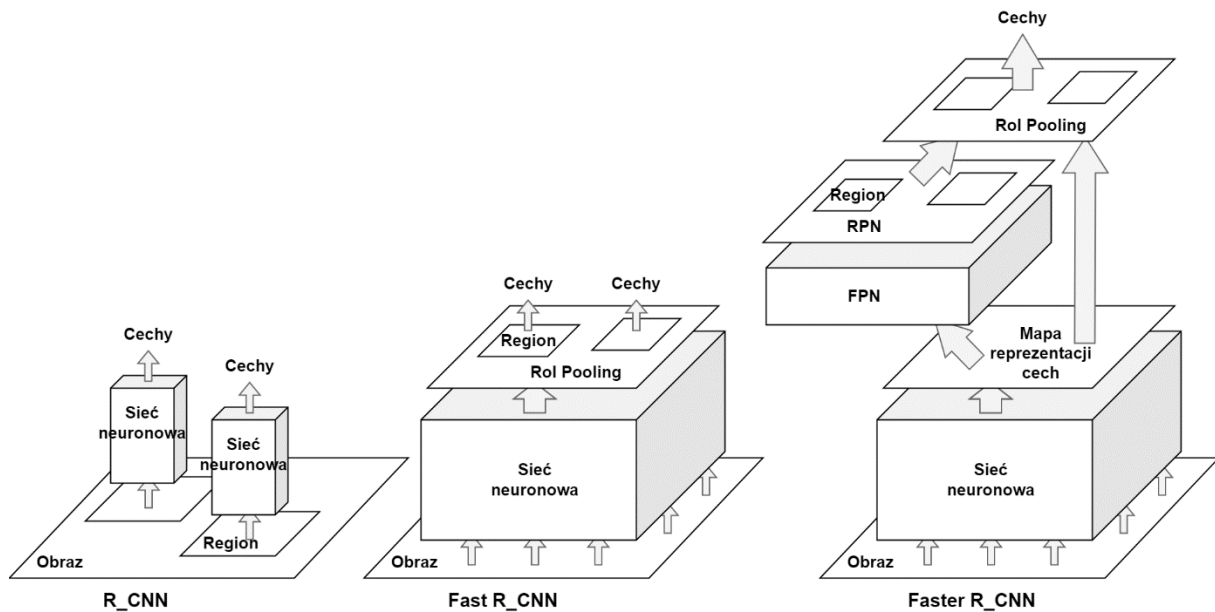 Cechy
Cechy
Sieć
neuronowa
Sieć
neuronowa
Region
Obraz
R_CNN
Cechy
Cechy
Region
RoI Pooling
Sieć
neuronowa
Obraz
Fast R_CNN
Cechy
RoI Pooling
Region
RPN
FPN
Mapa
reprezentacji
cech
Sieć
neuronowa
Obraz
Faster R_CNN